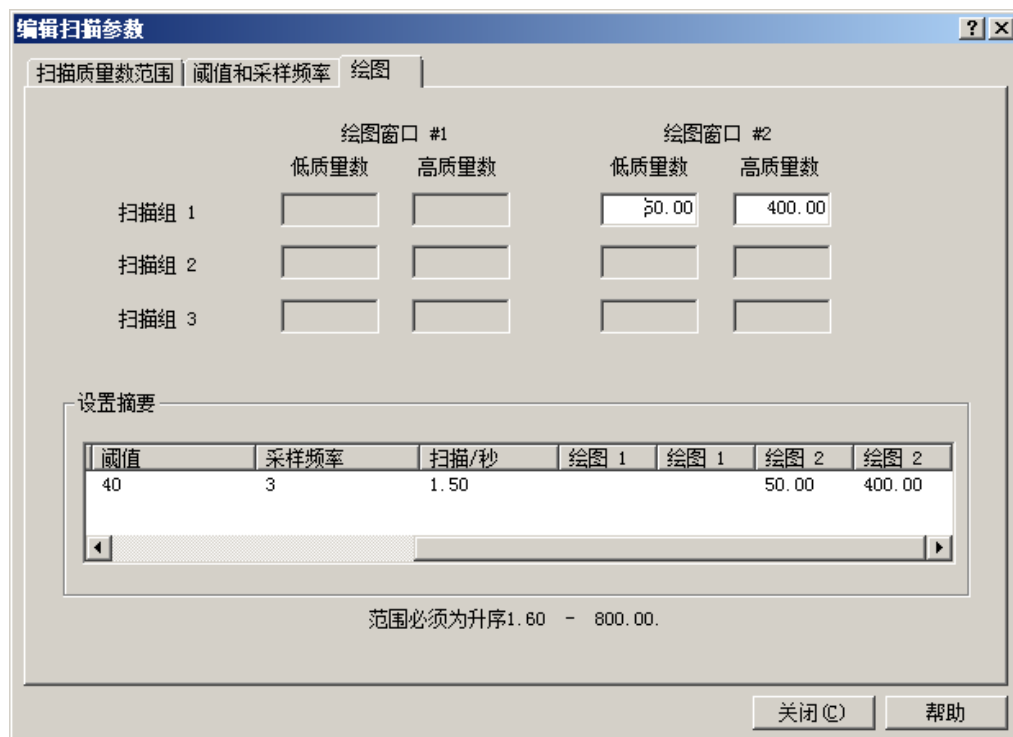 编辑扫描参数
扫描质量数范围 阈值和采样频率 绘图
绘图窗口 #1 绘图窗口 #2
低质量数 高质量数 低质量数 高质量数
扫描组 1 50.00 400.00
扫描组 2
扫描组 3
设置摘要
阈值 采样频率 扫描/秒 绘图 1 绘图 1 绘图 2 绘图 2
40 3 1.50 50.00 400.00
范围必须为升序1.60 - 800.00.
关闭(C) 帮助